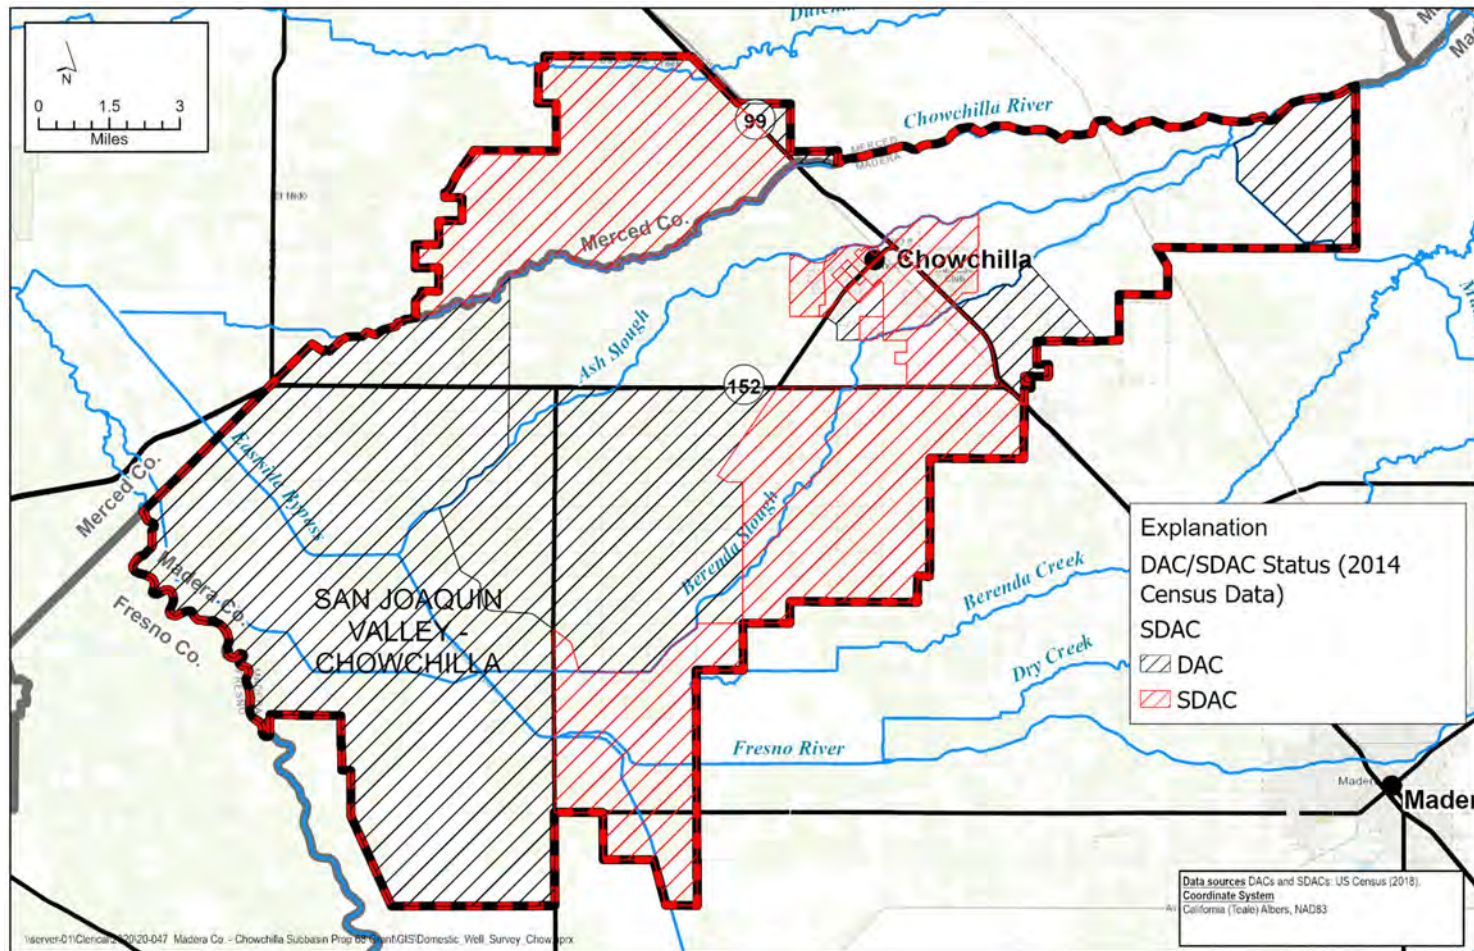 N
0 1.5 3
Miles
99
Chowchilla River
MERCED
MADERA
Merced Co.
Chowchilla
Ash Slough
152
Eastside Bypass
Merced Co.
Madera Co.
Fresno Co.
SAN JOAQUIN
VALLEY -
CHOWCHILLA
Berenda Slough
Berenda Creek
Dry Creek
Fresno River
Explanation
DAC/SDAC Status (2014
Census Data)
SDAC
DAC
SDAC
Mader
Data sources DACs and SDACs: US Census (2018).
Coordinate System
California (Teale) Albers, NAD83